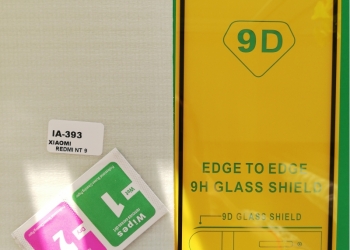 9D
IA-393
XIAOMI
REDMI NT 9
EDGE TO EDGE
9H GLASS SHIELD
9D GLASS SHIELD
Wet
1
Wipes
2